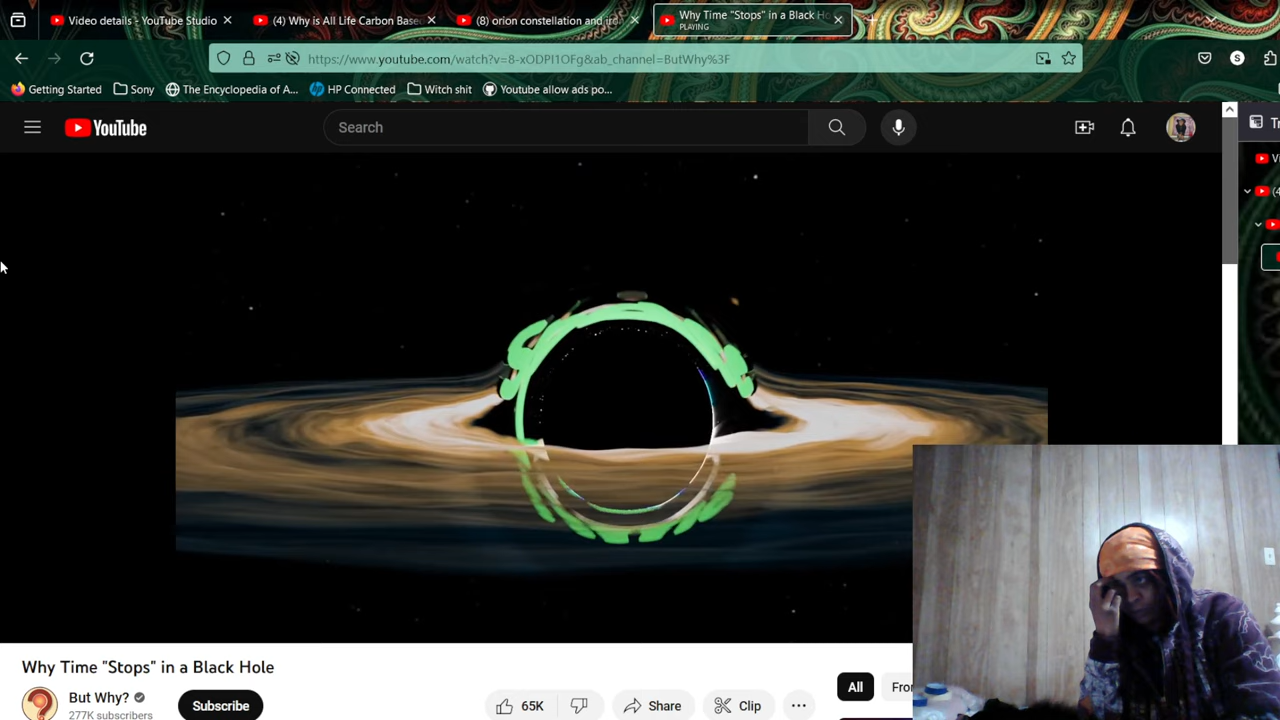 Video details - YouTube Studio
(4) Why is All Life Carbon Base
(8) orion constellation and
Why Time "Stops" in a Black Ho
PLAYING
https://www.youtube.com/watch?v=8-xODPI1OFg&ab_channel=ButWhy%3F
S
Getting Started
Sony
The Encyclopedia of A...
HP Connected
Witch shit
Youtube allow ads po...
YouTube
Search
Why Time "Stops" in a Black Hole
But Why?
277K subscribers
Subscribe
65K
Share
Clip
All